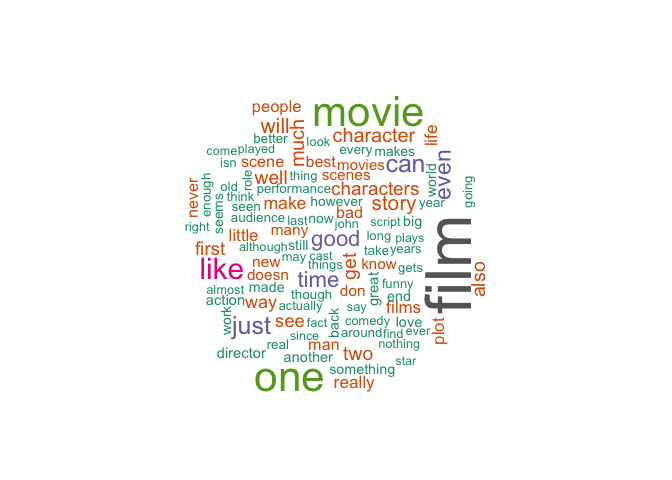 people
movie
will
much
character
life
better
look
come
played
every
makes
isn
scene
best
movies
can
even
well
thing
scenes
world
going
never
enough
old
role
think
performance
characters
seems
seen
make
however
story
year
audience
last
now
bad
script
big
right
little
many
john
long
plays
film
first
although
still
good
take
years
also
like
new
may
cast
get
know
gets
doesn
things
time
great
funny
almost
made
though
don
end
action
way
actually
say
films
work
just
see
fact
back
comedy
love
plot
since
around
find
ever
real
man
nothing
director
another
two
star
one
something
really